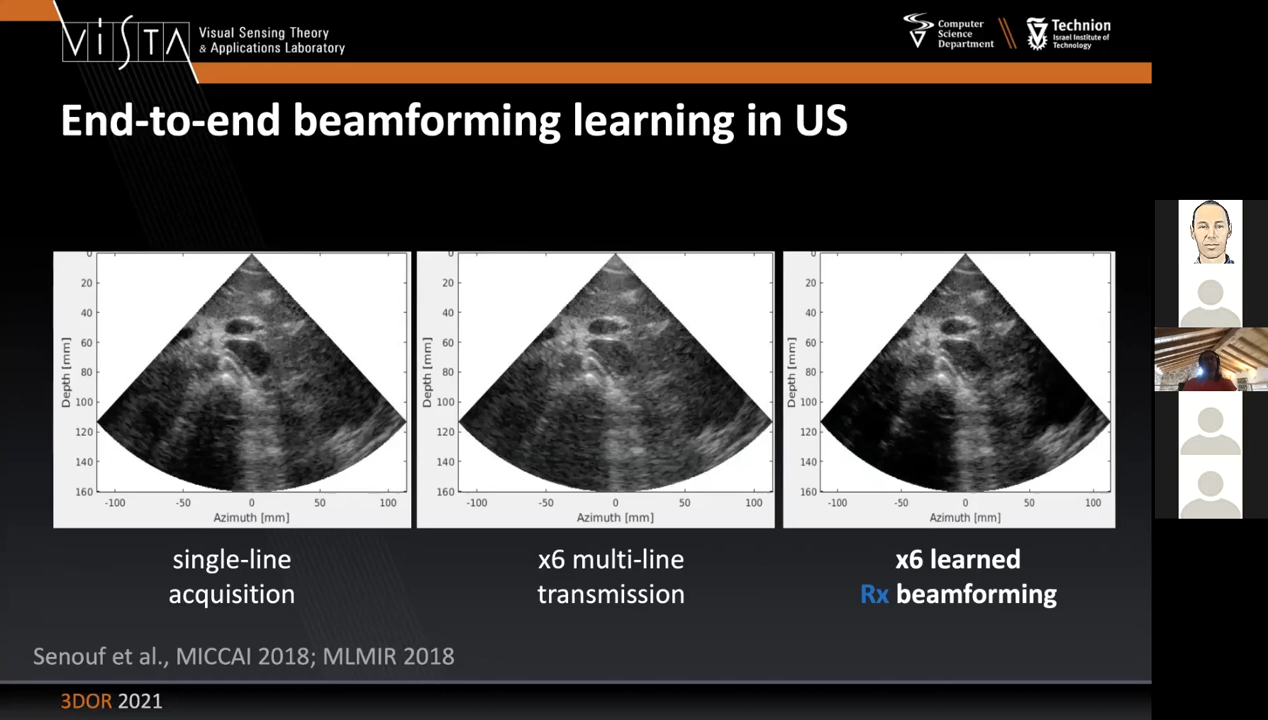 ViSTA
Visual Sensing Theory
& Applications Laboratory
Computer
Science
Department
Technion
Israel Institute of
Technology
End-to-end beamforming learning in US
0
20
40
60
80
100
120
140
160
Depth [mm]
-100 -50 0 50 100
Azimuth [mm]
0
20
40
60
80
100
120
140
160
Depth [mm]
-100 -50 0 50 100
Azimuth [mm]
0
20
40
60
80
100
120
140
160
Depth [mm]
-100 -50 0 50 100
Azimuth [mm]
single-line
acquisition
x6 multi-line
transmission
x6 learned
Rx beamforming
Senouf et al., MICCAI 2018; MLMIR 2018
3DOR 2021